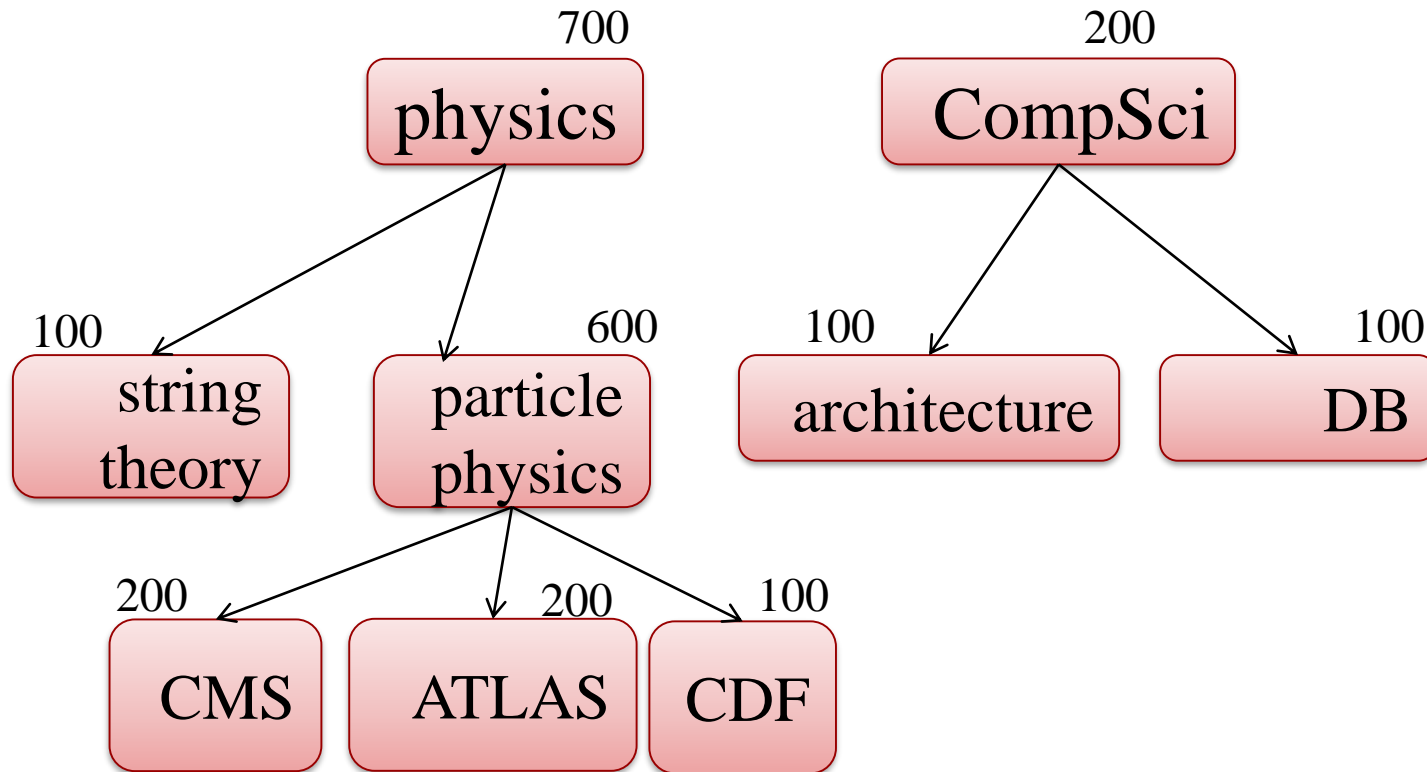 700
200
physics
CompSci
100
600
100
100
string
theory
particle
physics
architecture
DB
200
200
100
CMS
ATLAS
CDF